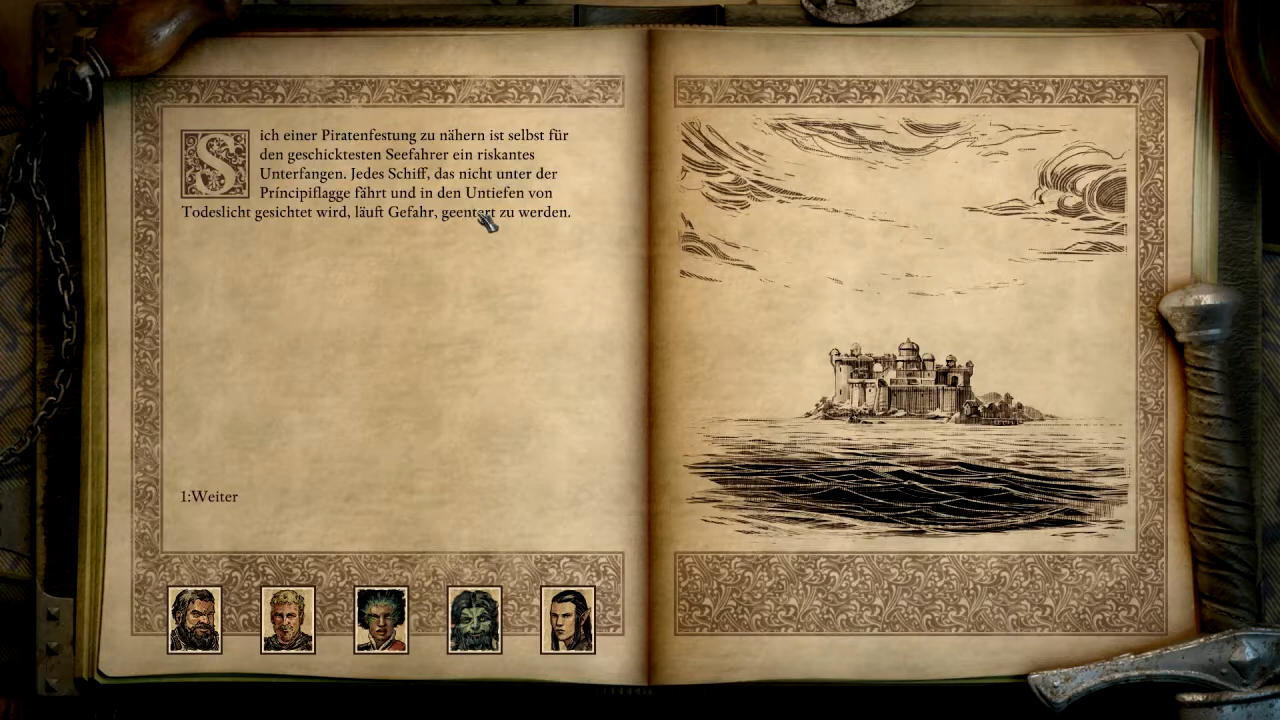 Sich einer Piratenfestung zu nähern ist selbst für
den geschicktesten Seefahrer ein riskantes
Unterfangen. Jedes Schiff, das nicht unter der
Príncipiflagge fährt und in den Untiefen von
Todeslicht gesichtet wird, läuft Gefahr, geentert zu werden.
1:Weiter